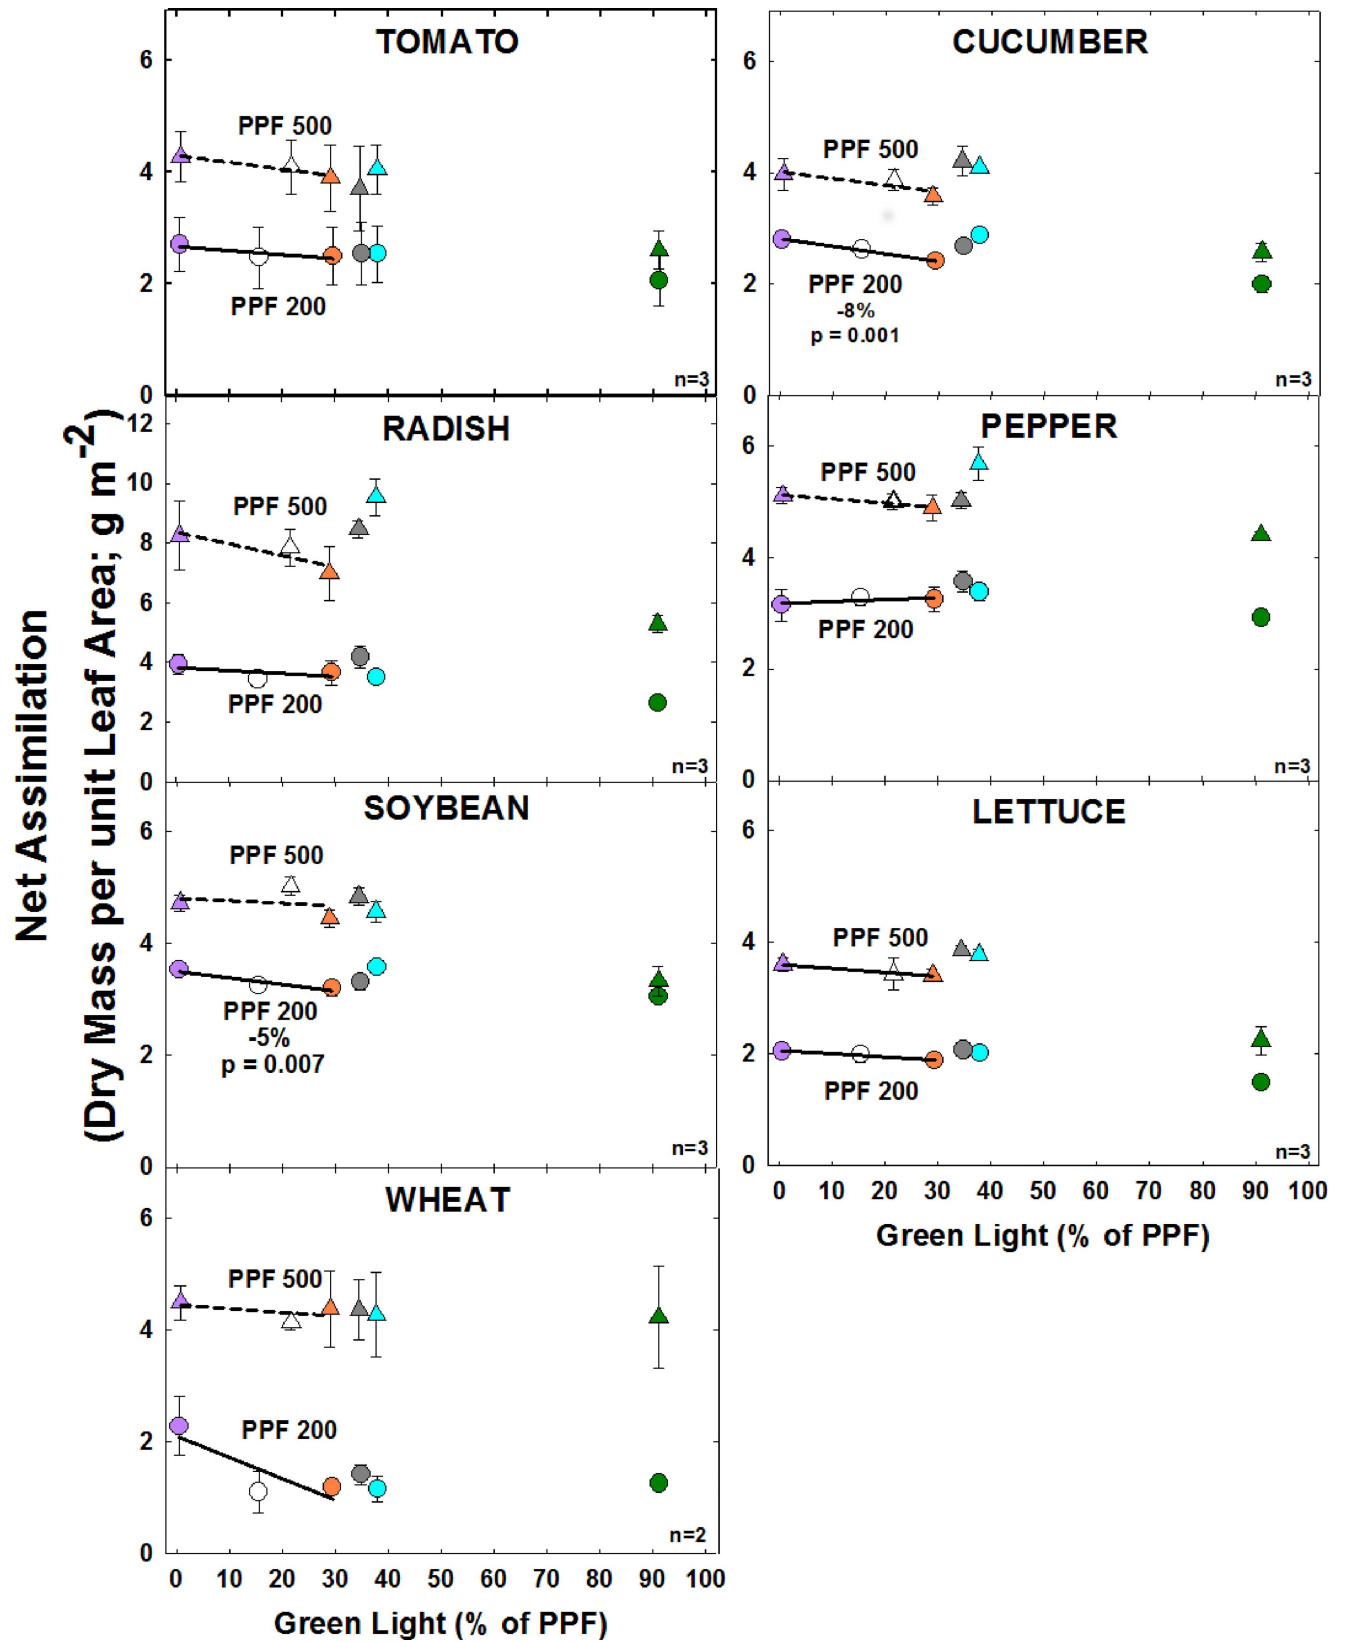 Net Assimilation
(Dry Mass per unit Leaf Area; g m-2)
TOMATO
6
4
2
0
PPF 500
PPF 200
n=3
CUCUMBER
6
4
2
0
PPF 500
PPF 200
-8%
p = 0.001
n=3
RADISH
12
10
8
6
4
2
0
PPF 500
PPF 200
n=3
PEPPER
6
4
2
0
PPF 500
PPF 200
n=3
SOYBEAN
6
4
2
0
PPF 500
PPF 200
-5%
p = 0.007
n=3
LETTUCE
6
4
2
0
PPF 500
PPF 200
n=3
0 10 20 30 40 50 60 70 80 90 100
Green Light (% of PPF)
WHEAT
6
4
2
0
PPF 500
PPF 200
n=2
0 10 20 30 40 50 60 70 80 90 100
Green Light (% of PPF)